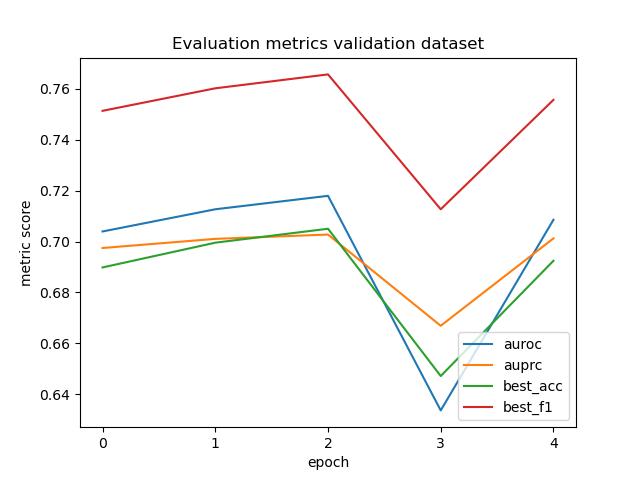 Evaluation metrics validation dataset
metric score
0.76
0.74
0.72
0.70
0.68
0.66
0.64
auroc
auprc
best_acc
best_f1
0 1 2 3 4
epoch